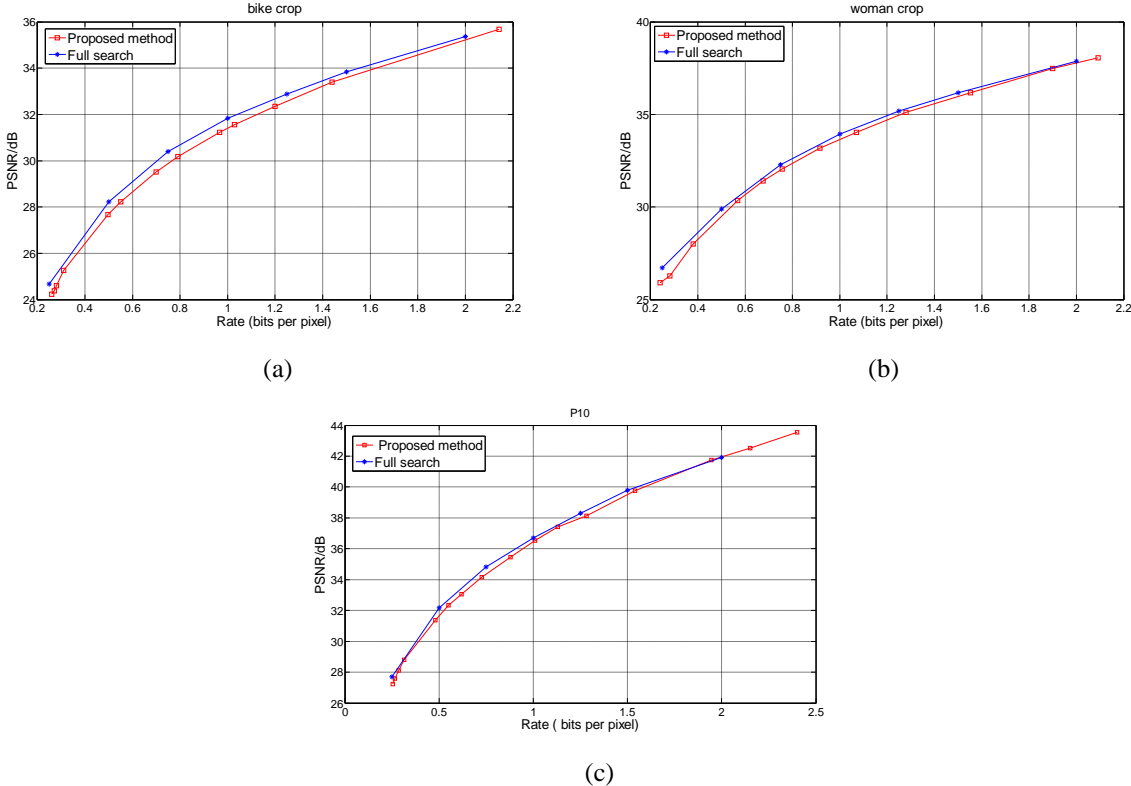 bike crop
36
34
32
30
28
26
24
PSNR/dB
Proposed method
Full search
0.2 0.4 0.6 0.8 1 1.2 1.4 1.6 1.8 2 2.2
Rate (bits per pixel)
(a)
woman crop
40
35
30
25
PSNR/dB
Proposed method
Full search
0.2 0.4 0.6 0.8 1 1.2 1.4 1.6 1.8 2 2.2
Rate (bits per pixel)
(b)
P10
44
42
40
38
36
34
32
30
28
26
PSNR/dB
Proposed method
Full search
0 0.5 1 1.5 2 2.5
Rate ( bits per pixel)
(c)